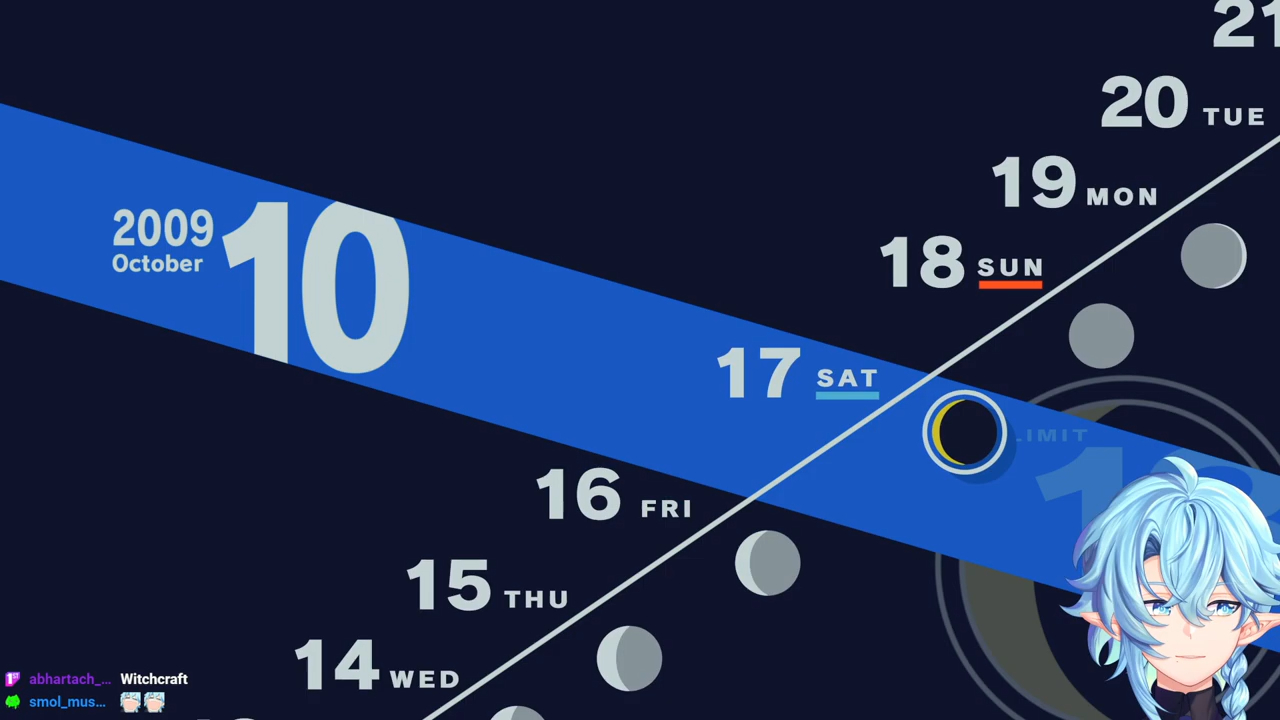 21
20 TUE
19 MON
18 SUN
2009
October
10
17 SAT
LIMIT
16 FRI
15 THU
14 WED
abhartach_... Witchcraft
smol_mus...